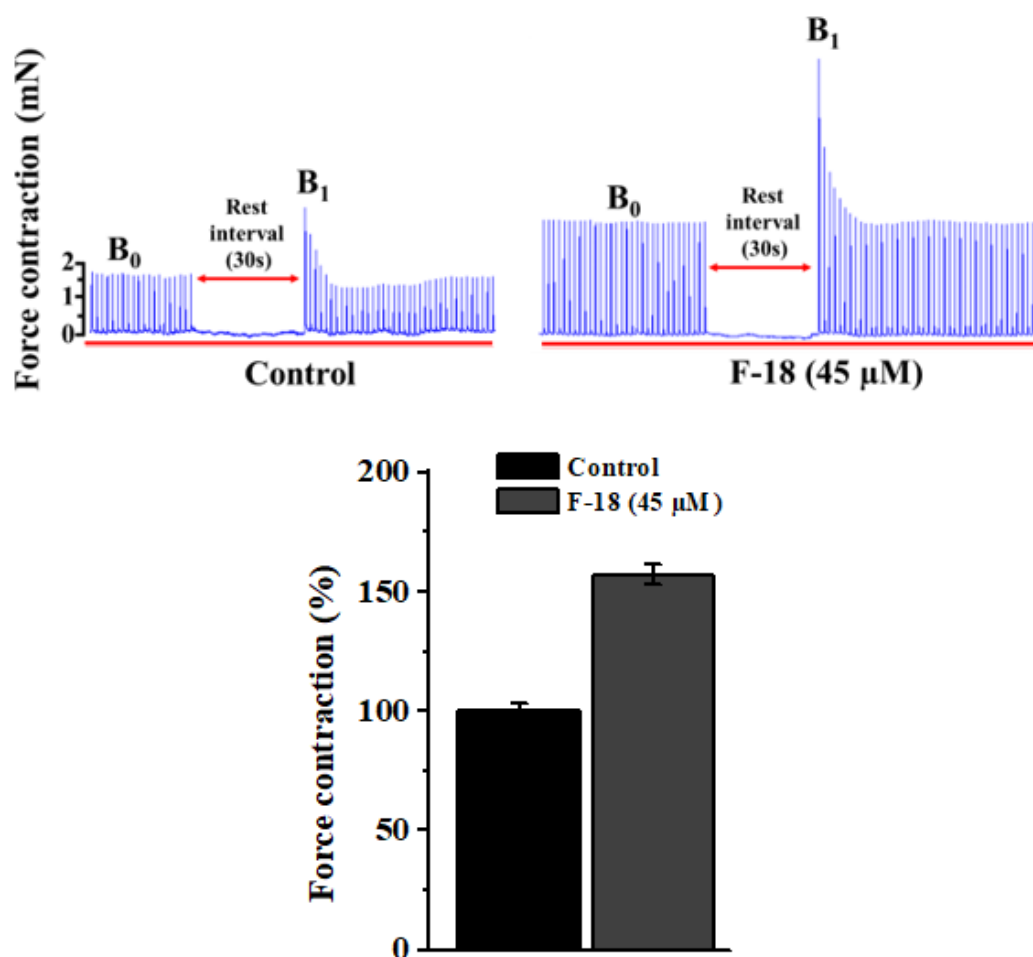 Force contraction (mN)
2
1
0
B₀
Rest
interval
(30s)
B₁
Control
B₀
Rest
interval
(30s)
B₁
F-18 (45 μM)
Force contraction (%)
200
150
100
50
0
Control
F-18 (45 μM)